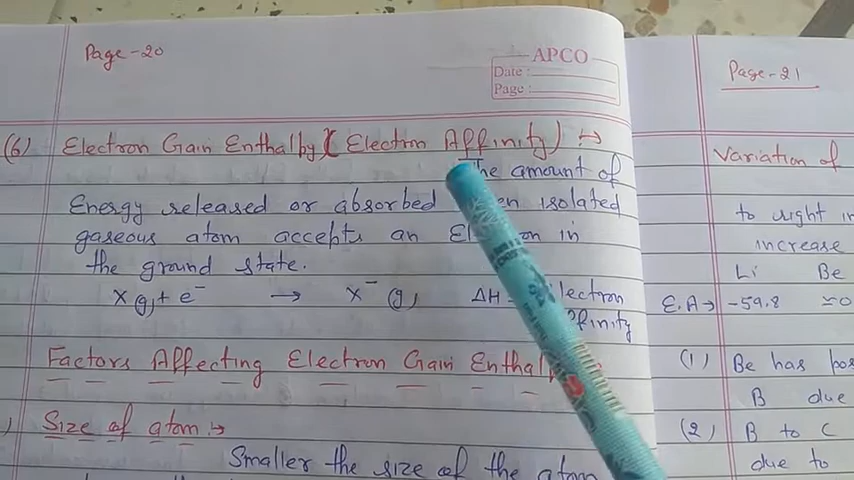 Page-20
APCO
Date :
Page :
(6) Electron Gain Enthalpy (Electron Affinity) :→
The amount of
Energy released or absorbed isolated
gaseous atom accepts an in
the ground state.
X(g) + e⁻ → X⁻(g) ΔH
Factors Affecting Electron Gain
Size of atom :→
Smaller the size of the atom
Page-21
Variation of
to right in
increase
Li Be
E.A → -59.8 ≈0
(1) Be has
B due
(2) B to C
due to